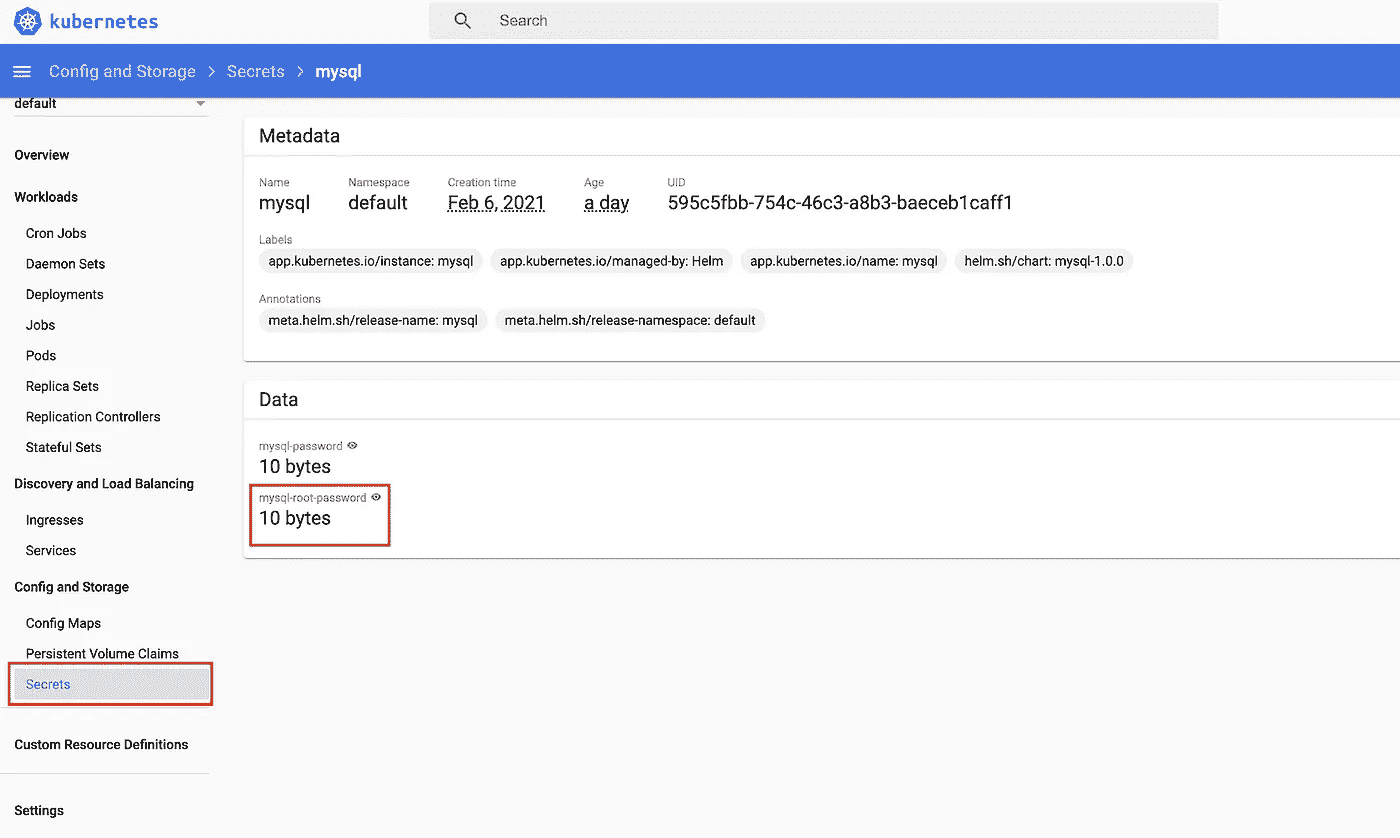 kubernetes
Search
Config and Storage > Secrets > mysql
default
Overview
Workloads
Cron Jobs
Daemon Sets
Deployments
Jobs
Pods
Replica Sets
Replication Controllers
Stateful Sets
Discovery and Load Balancing
Ingresses
Services
Config and Storage
Config Maps
Persistent Volume Claims
Secrets
Custom Resource Definitions
Settings
Metadata
Name Namespace Creation time Age UID
mysql default Feb 6, 2021 a day 595c5fbb-754c-46c3-a8b3-baeceb1caff1
Labels
app.kubernetes.io/instance: mysql app.kubernetes.io/managed-by: Helm app.kubernetes.io/name: mysql helm.sh/chart: mysql-1.0.0
Annotations
meta.helm.sh/release-name: mysql meta.helm.sh/release-namespace: default
Data
mysql-password
10 bytes
mysql-root-password
10 bytes